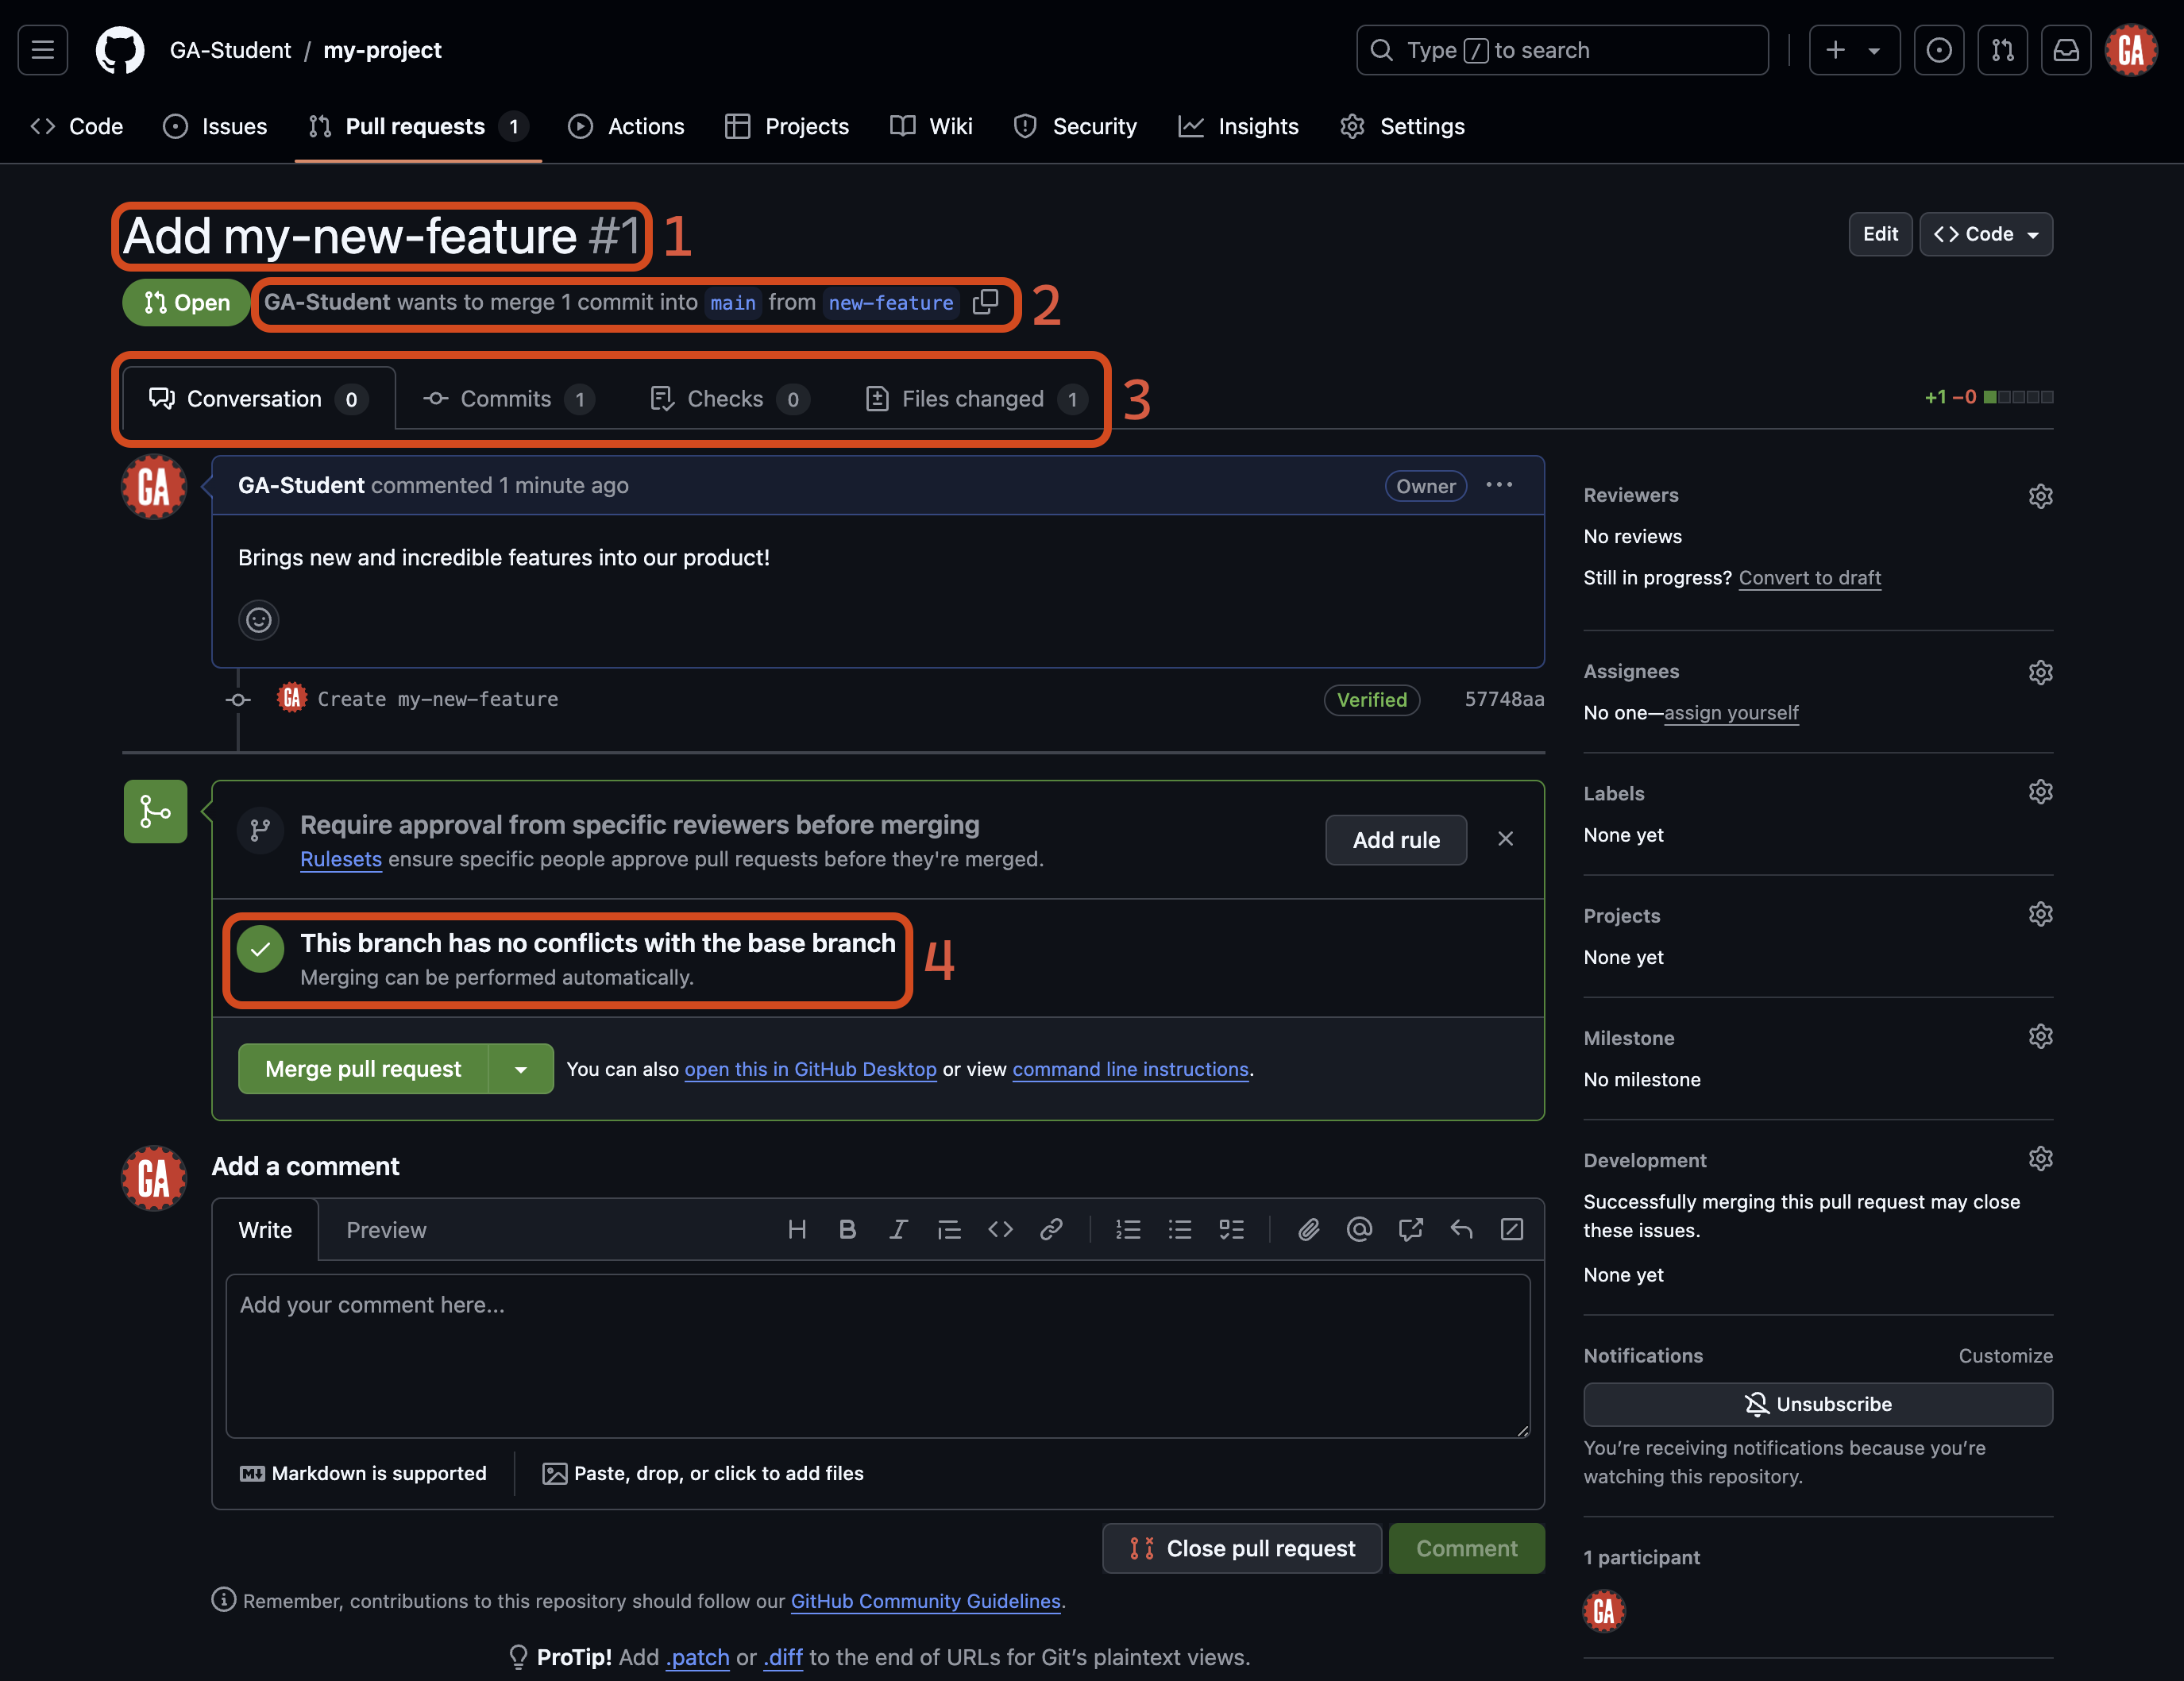 GA-Student / my-project
Type / to search
GA
Code
Issues
Pull requests 1
Actions
Projects
Wiki
Security
Insights
Settings
Add my-new-feature #1
1
Edit
Code
Open
GA-Student wants to merge 1 commit into main from new-feature
2
Conversation 0
Commits 1
Checks 0
Files changed 1
3
+1 −0
GA
GA-Student commented 1 minute ago
Owner
Brings new and incredible features into our product!
GA
Create my-new-feature
Verified
57748aa
Require approval from specific reviewers before merging
Rulesets ensure specific people approve pull requests before they're merged.
Add rule
This branch has no conflicts with the base branch
Merging can be performed automatically.
4
Merge pull request
You can also open this in GitHub Desktop or view command line instructions.
GA
Add a comment
Write
Preview
Add your comment here...
Markdown is supported
Paste, drop, or click to add files
Close pull request
Comment
Remember, contributions to this repository should follow our GitHub Community Guidelines.
ProTip! Add .patch or .diff to the end of URLs for Git’s plaintext views.
Reviewers
No reviews
Still in progress? Convert to draft
Assignees
No one—assign yourself
Labels
None yet
Projects
None yet
Milestone
No milestone
Development
Successfully merging this pull request may close
these issues.
None yet
Notifications
Customize
Unsubscribe
You’re receiving notifications because you’re
watching this repository.
1 participant
GA